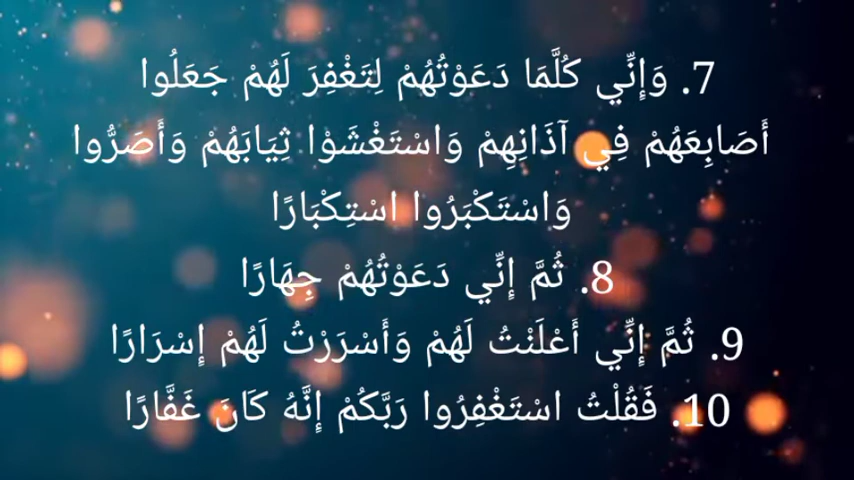 7. وَإِنِّي كُلَّمَا دَعَوْتُهُمْ لِتَغْفِرَ لَهُمْ جَعَلُوا
أَصَابِعَهُمْ فِي آذَانِهِمْ وَاسْتَغْشَوْا ثِيَابَهُمْ وَأَصَرُّوا
وَاسْتَكْبَرُوا اسْتِكْبَارًا
8. ثُمَّ إِنِّي دَعَوْتُهُمْ جِهَارًا
9. ثُمَّ إِنِّي أَعْلَنْتُ لَهُمْ وَأَسْرَرْتُ لَهُمْ إِسْرَارًا
10. فَقُلْتُ اسْتَغْفِرُوا رَبَّكُمْ إِنَّهُ كَانَ غَفَّارًا